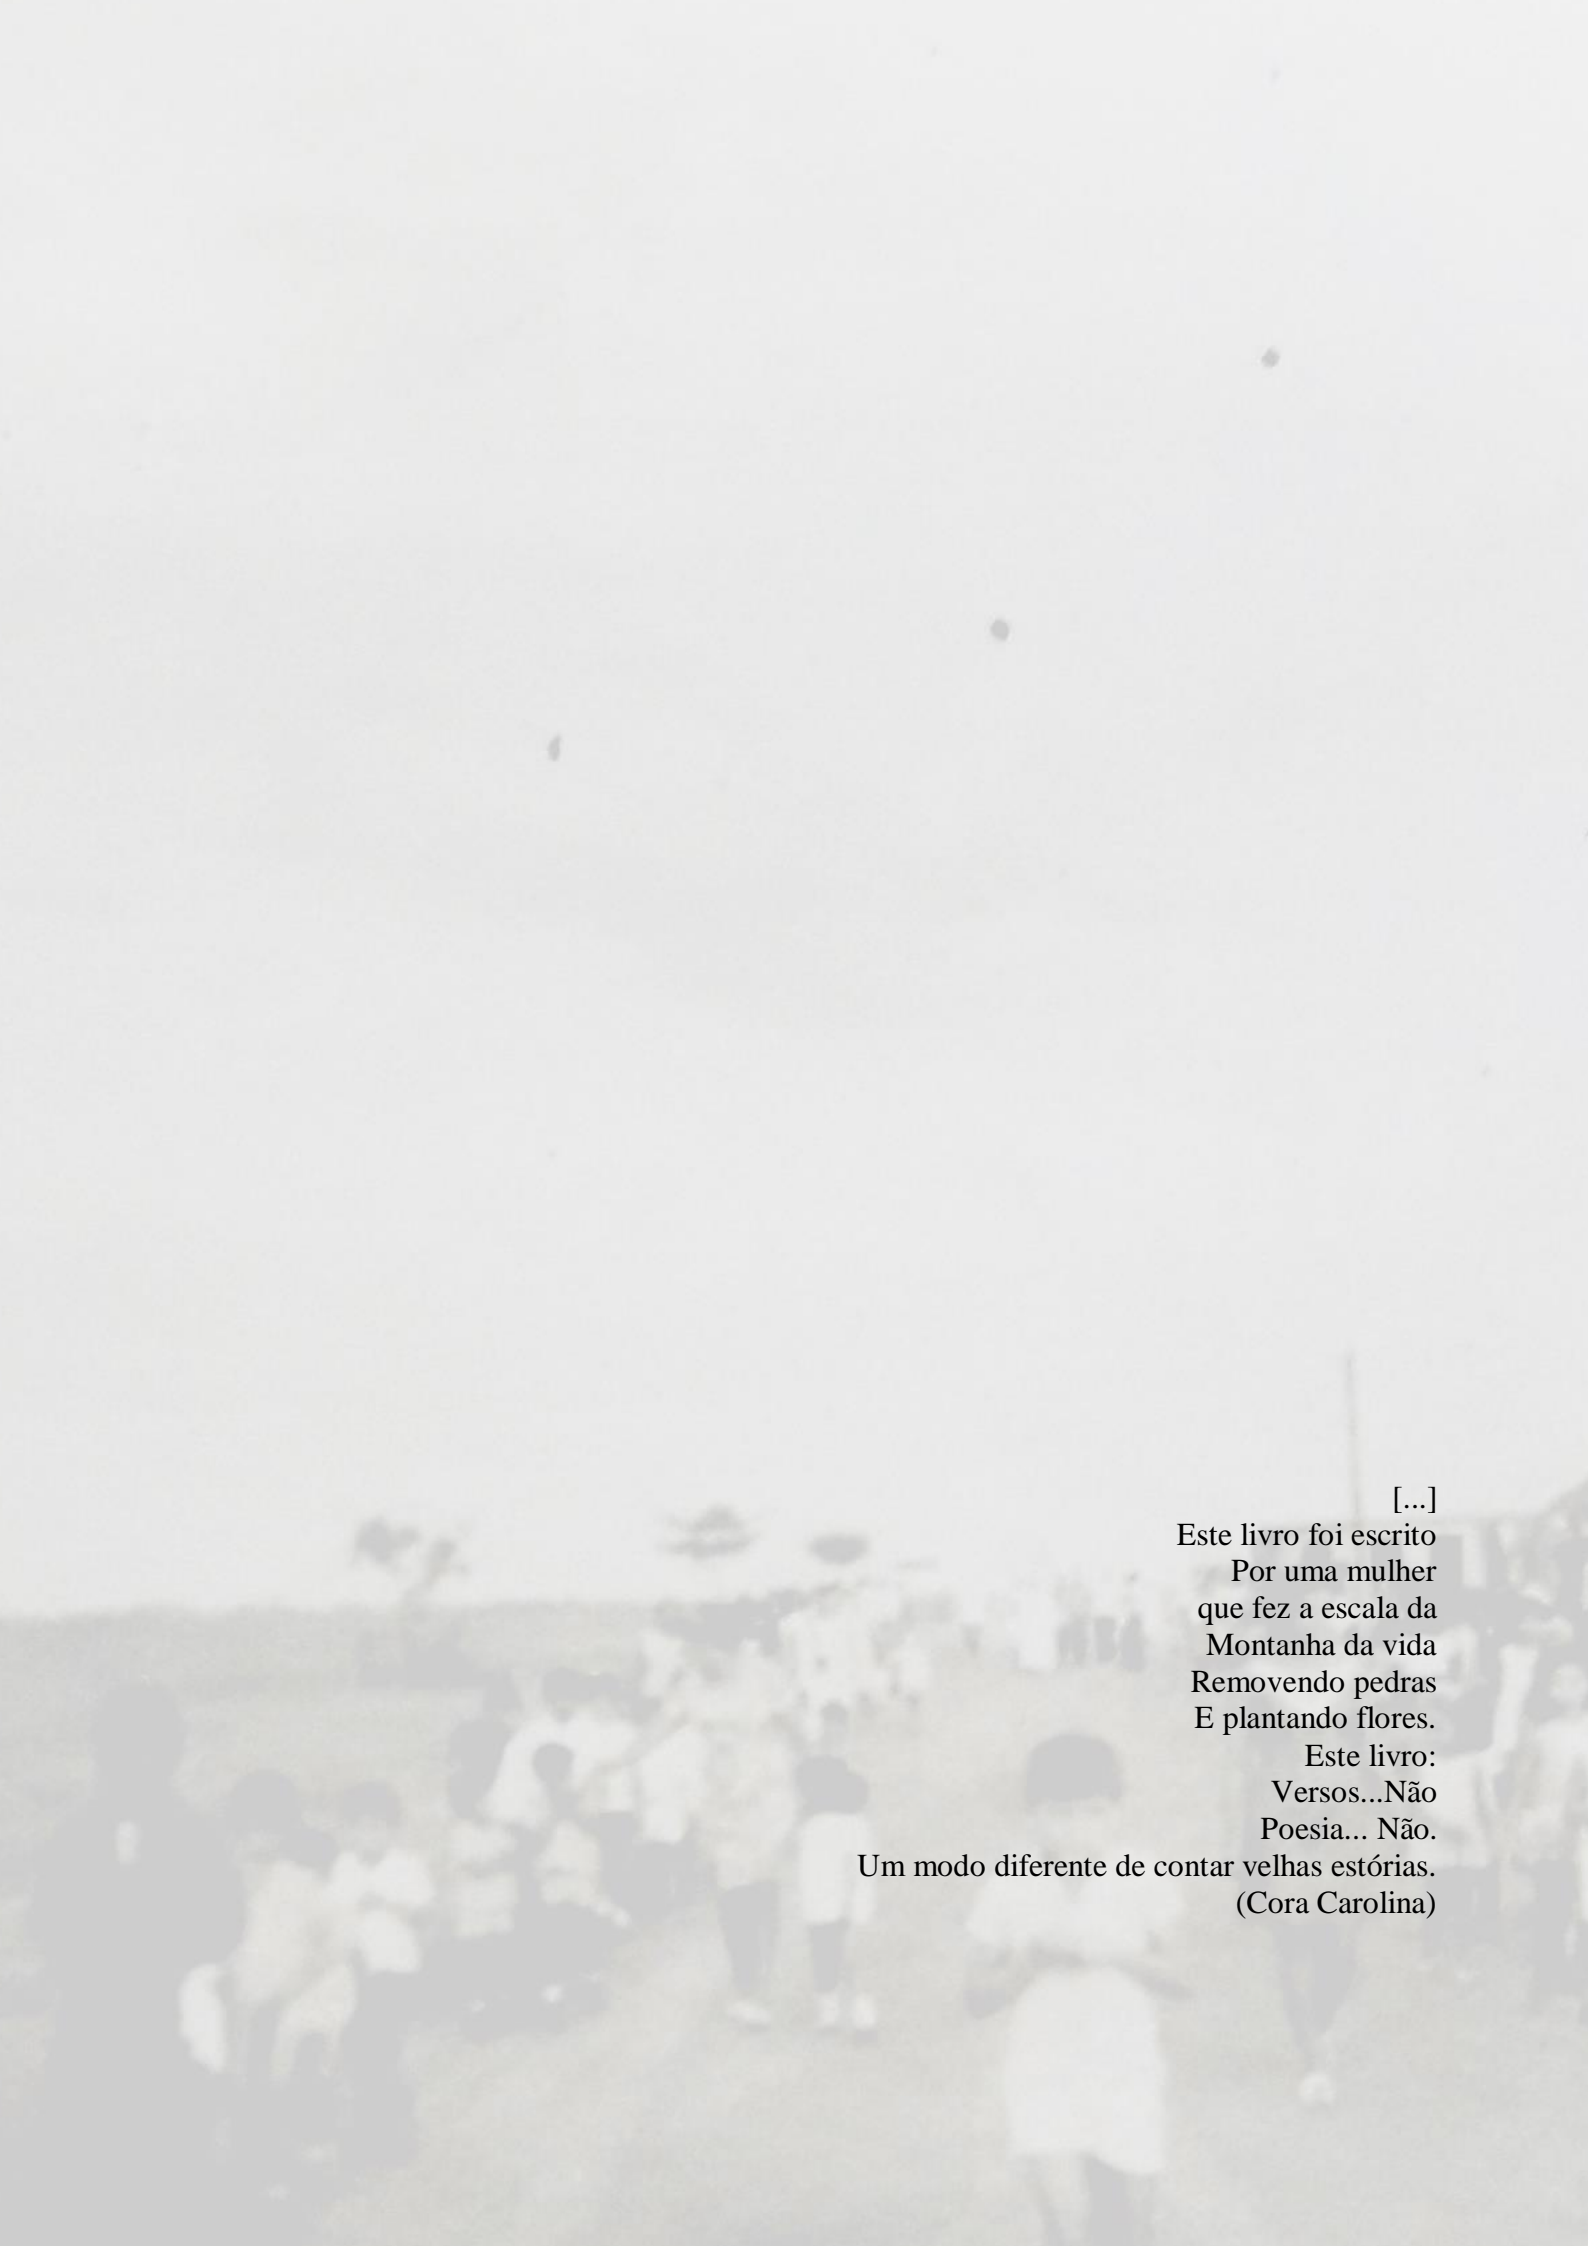 [...]
Este livro foi escrito
Por uma mulher
que fez a escala da
Montanha da vida
Removendo pedras
E plantando flores.
Este livro:
Versos...Não
Poesia... Não.
Um modo diferente de contar velhas estórias.
(Cora Carolina)